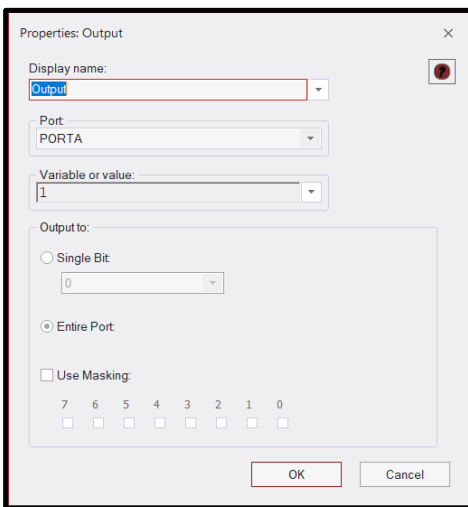 Properties: Output
Display name:
Output
Port:
PORTA
Variable or value:
1
Output to:
Single Bit:
0
Entire Port:
Use Masking:
7 6 5 4 3 2 1 0
OK Cancel